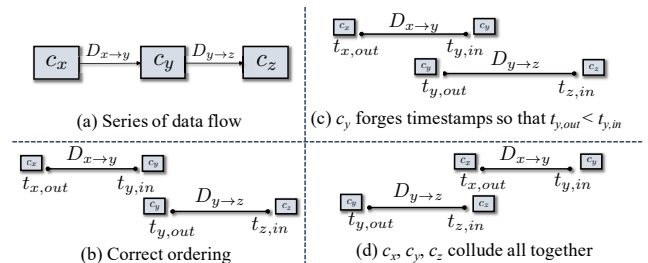 c_x D_{x→y} c_y D_{y→z} c_z
(a) Series of data flow
c_x D_{x→y} c_y
t_{x,out} t_{y,in}
c_y D_{y→z} c_z
t_{y,out} t_{z,in}
(b) Correct ordering
c_x D_{x→y} c_y
t_{x,out} t_{y,in}
c_y D_{y→z} c_z
t_{y,out} t_{z,in}
(c) c_y forges timestamps so that t_{y,out}< t_{y,in}
c_x D_{x→y} c_y
t_{x,out} t_{y,in}
c_y D_{y→z} c_z
t_{y,out} t_{z,in}
(d) c_x, c_y, c_z collude all together